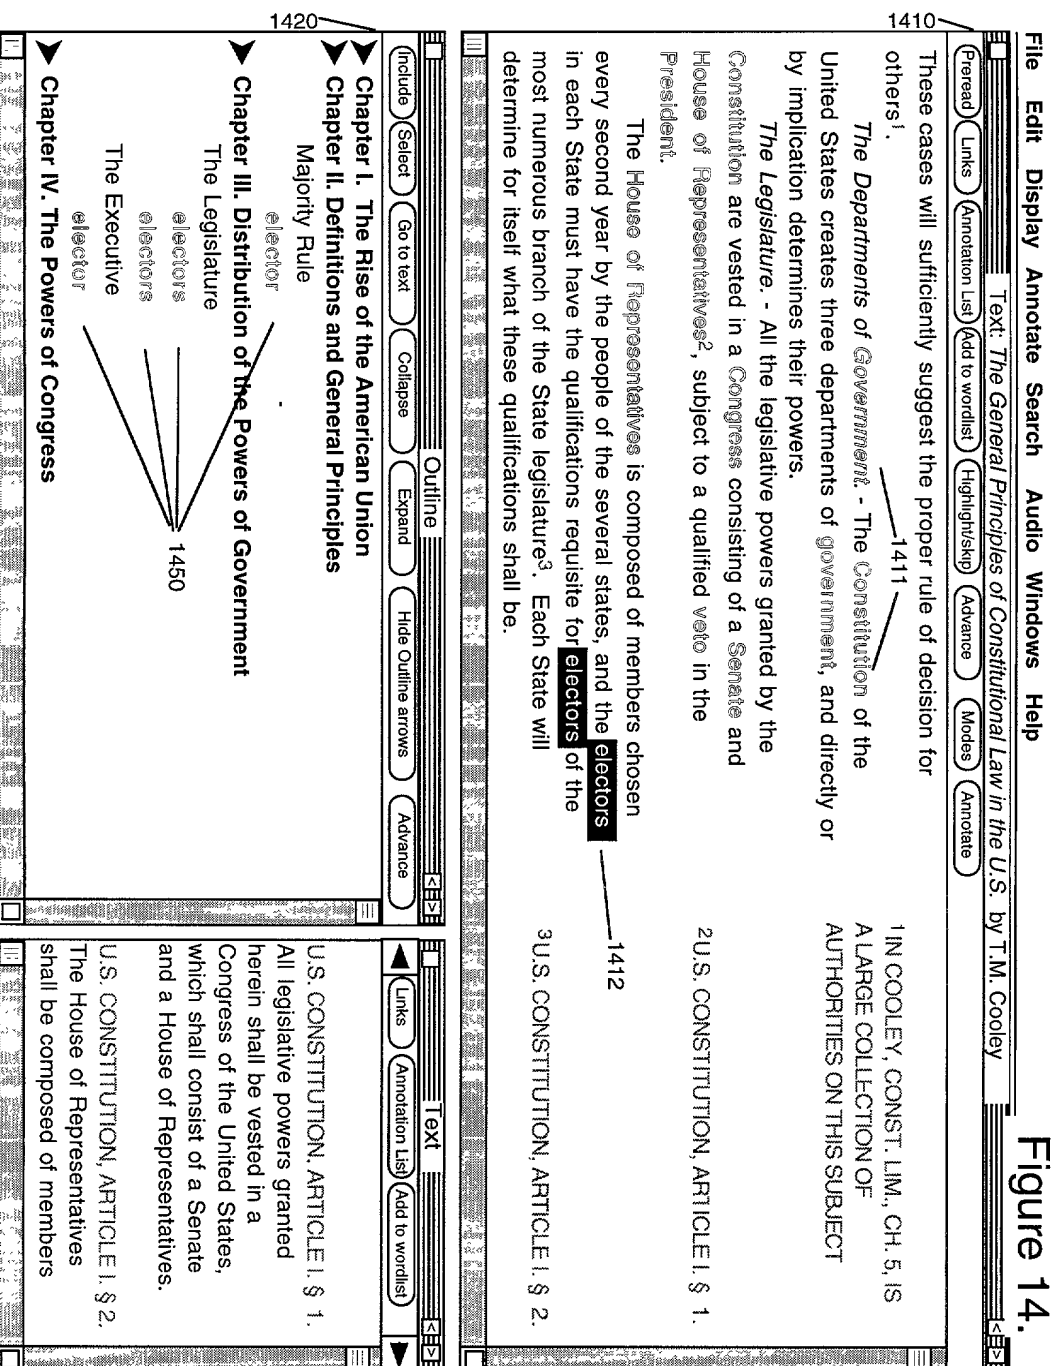 Figure 14.
File Edit Display Annotate Search Audio Windows Help
1410
Text: The General Principles of Constitutional Law in the U.S. by T.M. Cooley
Preread Links Annotation List Add to wordlist Highlight/skip Advance Modes Annotate
These cases will sufficiently suggest the proper rule of decision for
others¹.
The Departments of Government. - The Constitution of the
United States creates three departments of government, and directly or
by implication determines their powers.
The Legislature. - All the legislative powers granted by the
Constitution are vested in a Congress consisting of a Senate and
House of Representatives², subject to a qualified veto in the
President.
The House of Representatives is composed of members chosen
every second year by the people of the several states, and the electors
in each State must have the qualifications requisite for electors of the
most numerous branch of the State legislature³. Each State will
determine for itself what these qualifications shall be.
1411
1412
¹IN COOLEY, CONST. LIM., CH. 5, IS
A LARGE COLLECTION OF
AUTHORITIES ON THIS SUBJECT
²U.S. CONSTITUTION, ARTICLE I. § 1.
³U.S. CONSTITUTION, ARTICLE I. § 2.
1420
Outline
Include Select Go to text Collapse Expand Hide Outline arrows Advance
Chapter I. The Rise of the American Union
Chapter II. Definitions and General Principles
Majority Rule
elector
Chapter III. Distribution of the Powers of Government
The Legislature
electors
electors
The Executive
elector
Chapter IV. The Powers of Congress
1450
Text
Links Annotation List Add to wordlist
U.S. CONSTITUTION. ARTICLE I. § 1.
All legislative powers granted
herein shall be vested in a
Congress of the United States,
which shall consist of a Senate
and a House of Representatives.
U.S. CONSTITUTION, ARTICLE I. § 2.
The House of Representatives
shall be composed of members